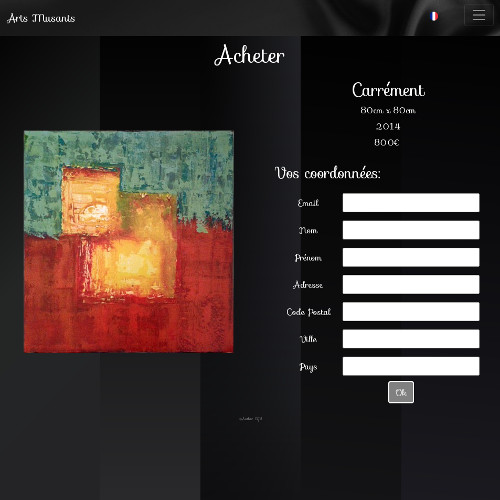 Arts Musants
Acheter
Carrément
80cm x 80cm
2014
800€
Vos coordonnées:
Email
Nom
Prénom
Adresse
Code Postal
Ville
Pays
Ok